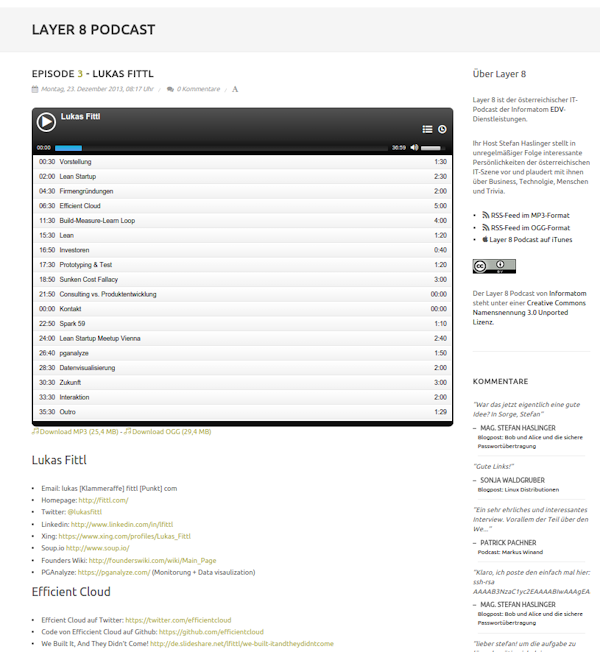 LAYER 8 PODCAST
EPISODE 3 - LUKAS FITTL
Montag, 23. Dezember 2013, 08:17 Uhr / 0 Kommentare / A
Lukas Fittl
00:00 36:59
00:30 Vorstellung 1:30
02:00 Lean Startup 2:30
04:30 Firmengründungen 2:00
06:30 Efficient Cloud 5:00
11:30 Build-Measure-Learn Loop 4:00
15:30 Lean 1:20
16:50 Investoren 0:40
17:30 Prototyping & Test 1:20
18:50 Sunken Cost Fallacy 3:00
21:50 Consulting vs. Produktentwicklung 00:00
00:00 Kontakt 00:00
22:50 Spark 59 1:10
24:00 Lean Startup Meetup Vienna 2:40
26:40 pganalyze 1:50
28:30 Datenvisualisierung 2:00
30:30 Zukunft 3:00
33:30 Interaktion 2:00
35:30 Outro 1:29
Download MP3 (25,4 MB) - Download OGG (29,4 MB)
Lukas Fittl
• Email: lukas [Klammeraffe] fittl [Punkt] com
• Homepage: http://fittl.com/
• Twitter: @lukasfittl
• Linkedin: http://www.linkedin.com/in/lfittl
• Xing: https://www.xing.com/profiles/Lukas_Fittl
• Soup.io http://www.soup.io/
• Founders Wiki: http://founderswiki.com/wiki/Main_Page
• PGAnalyze: https://pganalyze.com/ (Monitorung + Data visaulization)
Efficient Cloud
• Effcient Cloud auf Twitter: https://twitter.com/efficientcloud
• Code von Efficcient Cloud auf Github: https://github.com/efficientcloud
• We Built It, And They Didn't Come! http://de.slideshare.net/lfittl/we-built-itandtheydidntcome
Über Layer 8
Layer 8 ist der österreichischer IT-
Podcast der Informatom EDV-
Dienstleistungen.
Ihr Host Stefan Haslinger stellt in
unregelmäßiger Folge interessante
Persönlichkeiten der österreichischen
IT-Szene vor und plaudert mit ihnen
über Business, Technolgie, Menschen
und Trivia.
• RSS-Feed im MP3-Format
• RSS-Feed im OGG-Format
• Layer 8 Podcast auf iTunes
CC BY
Der Layer 8 Podcast von Informatom
steht unter einer Creative Commons
Namensnennung 3.0 Unported
Lizenz.
KOMMENTARE
"War das jetzt eigentlich eine gute
Idee? In Sorge, Stefan"
– MAG. STEFAN HASLINGER
Blogpost: Bob und Alice und die sichere
Passwortübertragung
"Gute Links!"
– SONJA WALDGRUBER
Blogpost: Linux Distributionen
"Ein sehr ehrliches und interessantes
Interview. Vorallem der Teil über den
We..."
– PATRICK PACHNER
Podcast: Markus Winand
"Klaro, ich poste den einfach mal hier:
ssh-rsa
AAAAB3NzaC1yc2EAAAABIwAAAgEA
– MAG. STEFAN HASLINGER
Blogpost: Bob und Alice und die sichere
Passwortübertragung
"lieber stefan! um die aufgabe zu